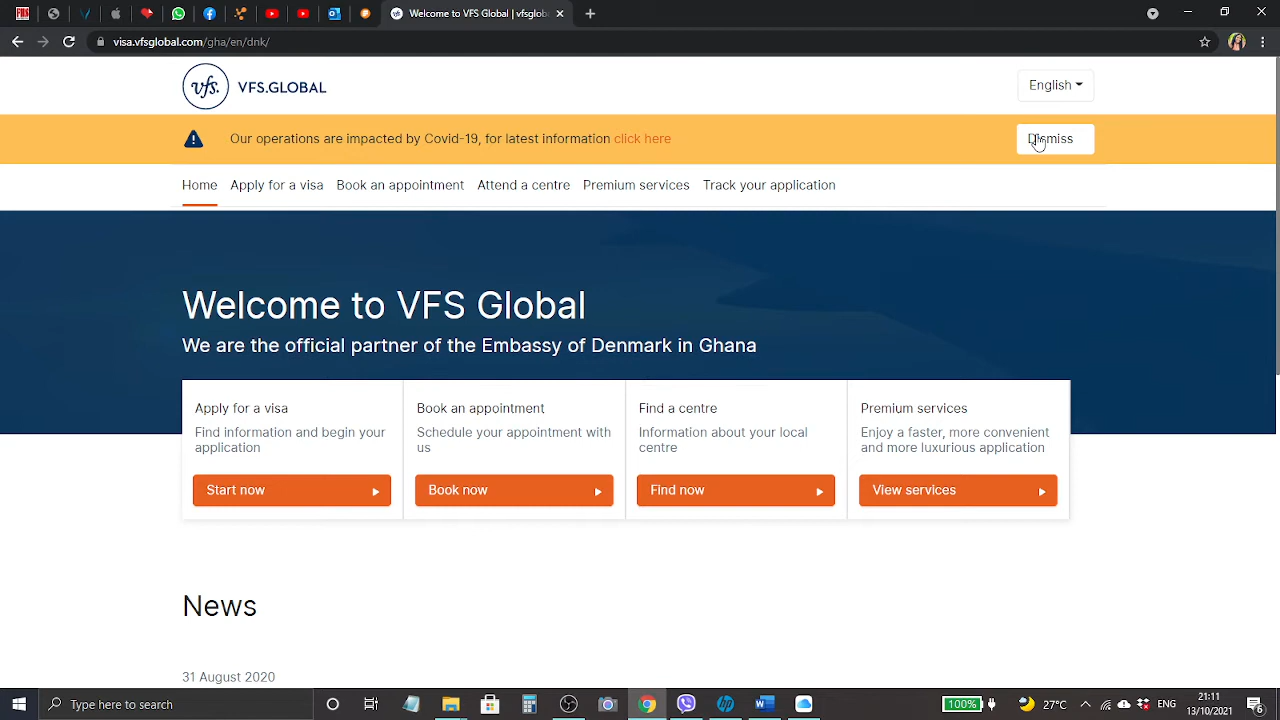 Welcome to VFS Global | vfsglob
visa.vfsglobal.com/gha/en/dnk/
vfs. VFS.GLOBAL
English
Our operations are impacted by Covid-19, for latest information click here
Dismiss
Home Apply for a visa Book an appointment Attend a centre Premium services Track your application
Welcome to VFS Global
We are the official partner of the Embassy of Denmark in Ghana
Apply for a visa
Find information and begin your
application
Start now
Book an appointment
Schedule your appointment with
us
Book now
Find a centre
Information about your local
centre
Find now
Premium services
Enjoy a faster, more convenient
and more luxurious application
View services
News
31 August 2020
Type here to search
100%
27°C
ENG
21:11
13/10/2021
6